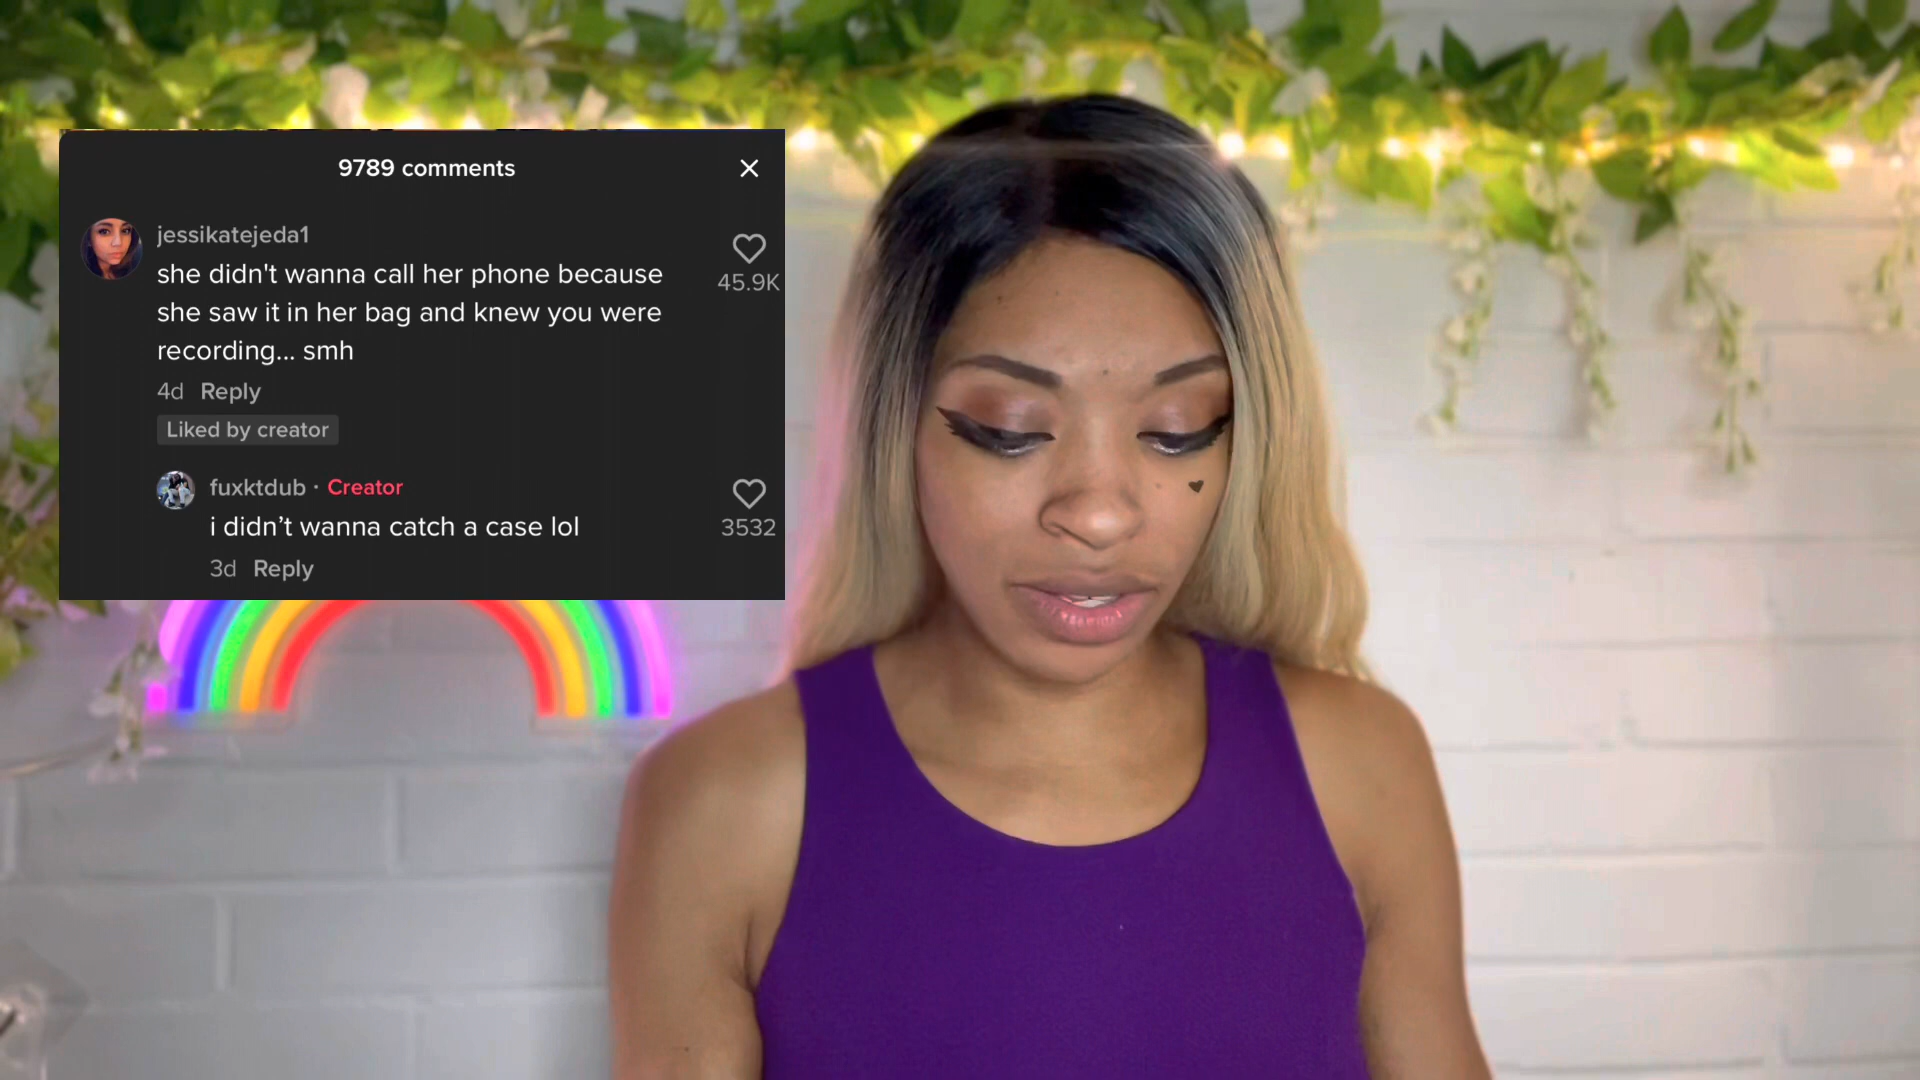 9789 comments
jessikatejeda1
she didn't wanna call her phone because
she saw it in her bag and knew you were
recording... smh
45.9K
4d Reply
Liked by creator
fuxktdub · Creator
i didn’t wanna catch a case lol
3532
3d Reply